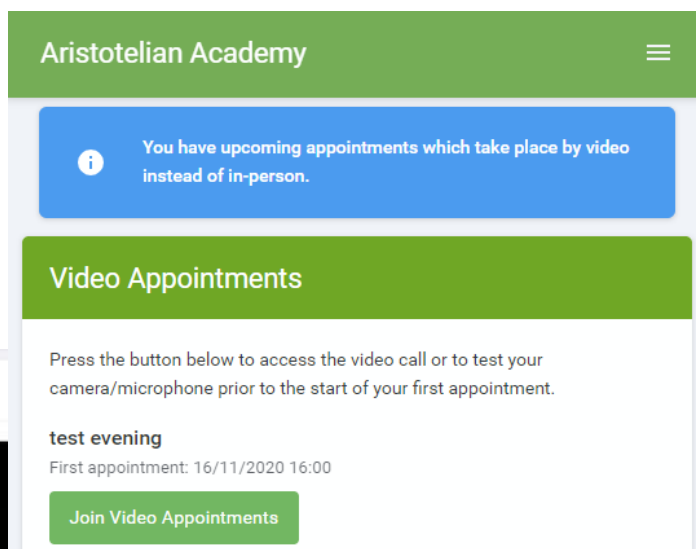 Aristotelian Academy
You have upcoming appointments which take place by video
instead of in-person.
Video Appointments
Press the button below to access the video call or to test your
camera/microphone prior to the start of your first appointment.
test evening
First appointment: 16/11/2020 16:00
Join Video Appointments